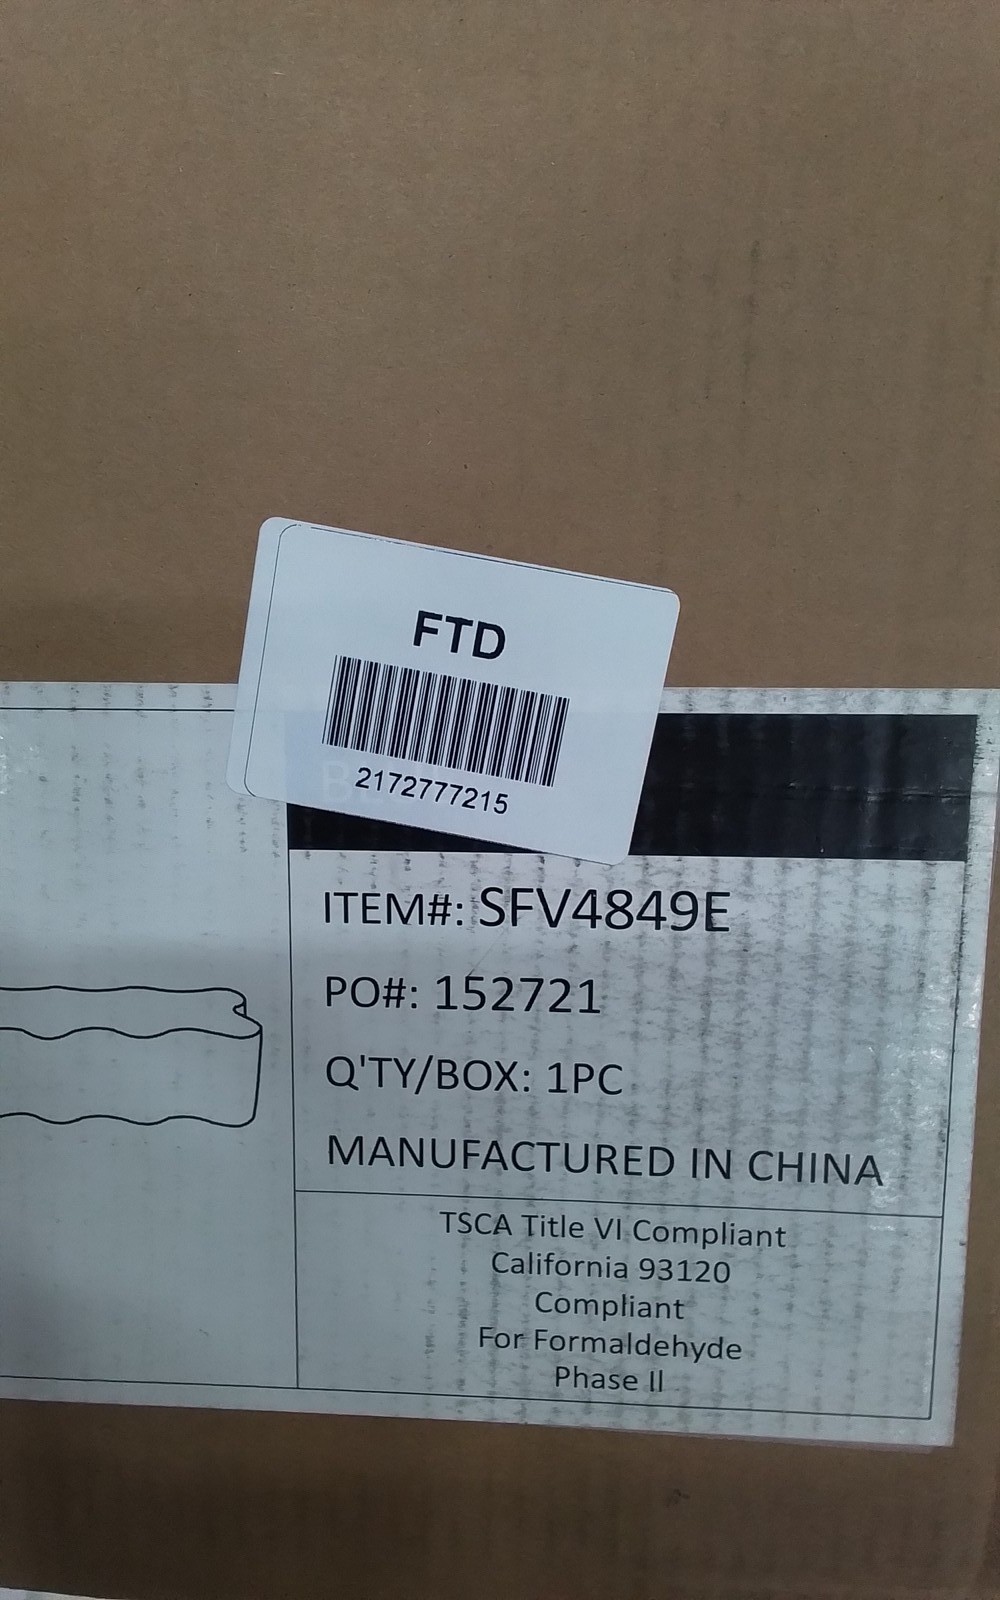 FTD
2172777215
ITEM#: SFV4849E
PO#: 152721
Q'TY/BOX: 1PC
MANUFACTURED IN CHINA
TSCA Title VI Compliant
California 93120
Compliant
For Formaldehyde
Phase II